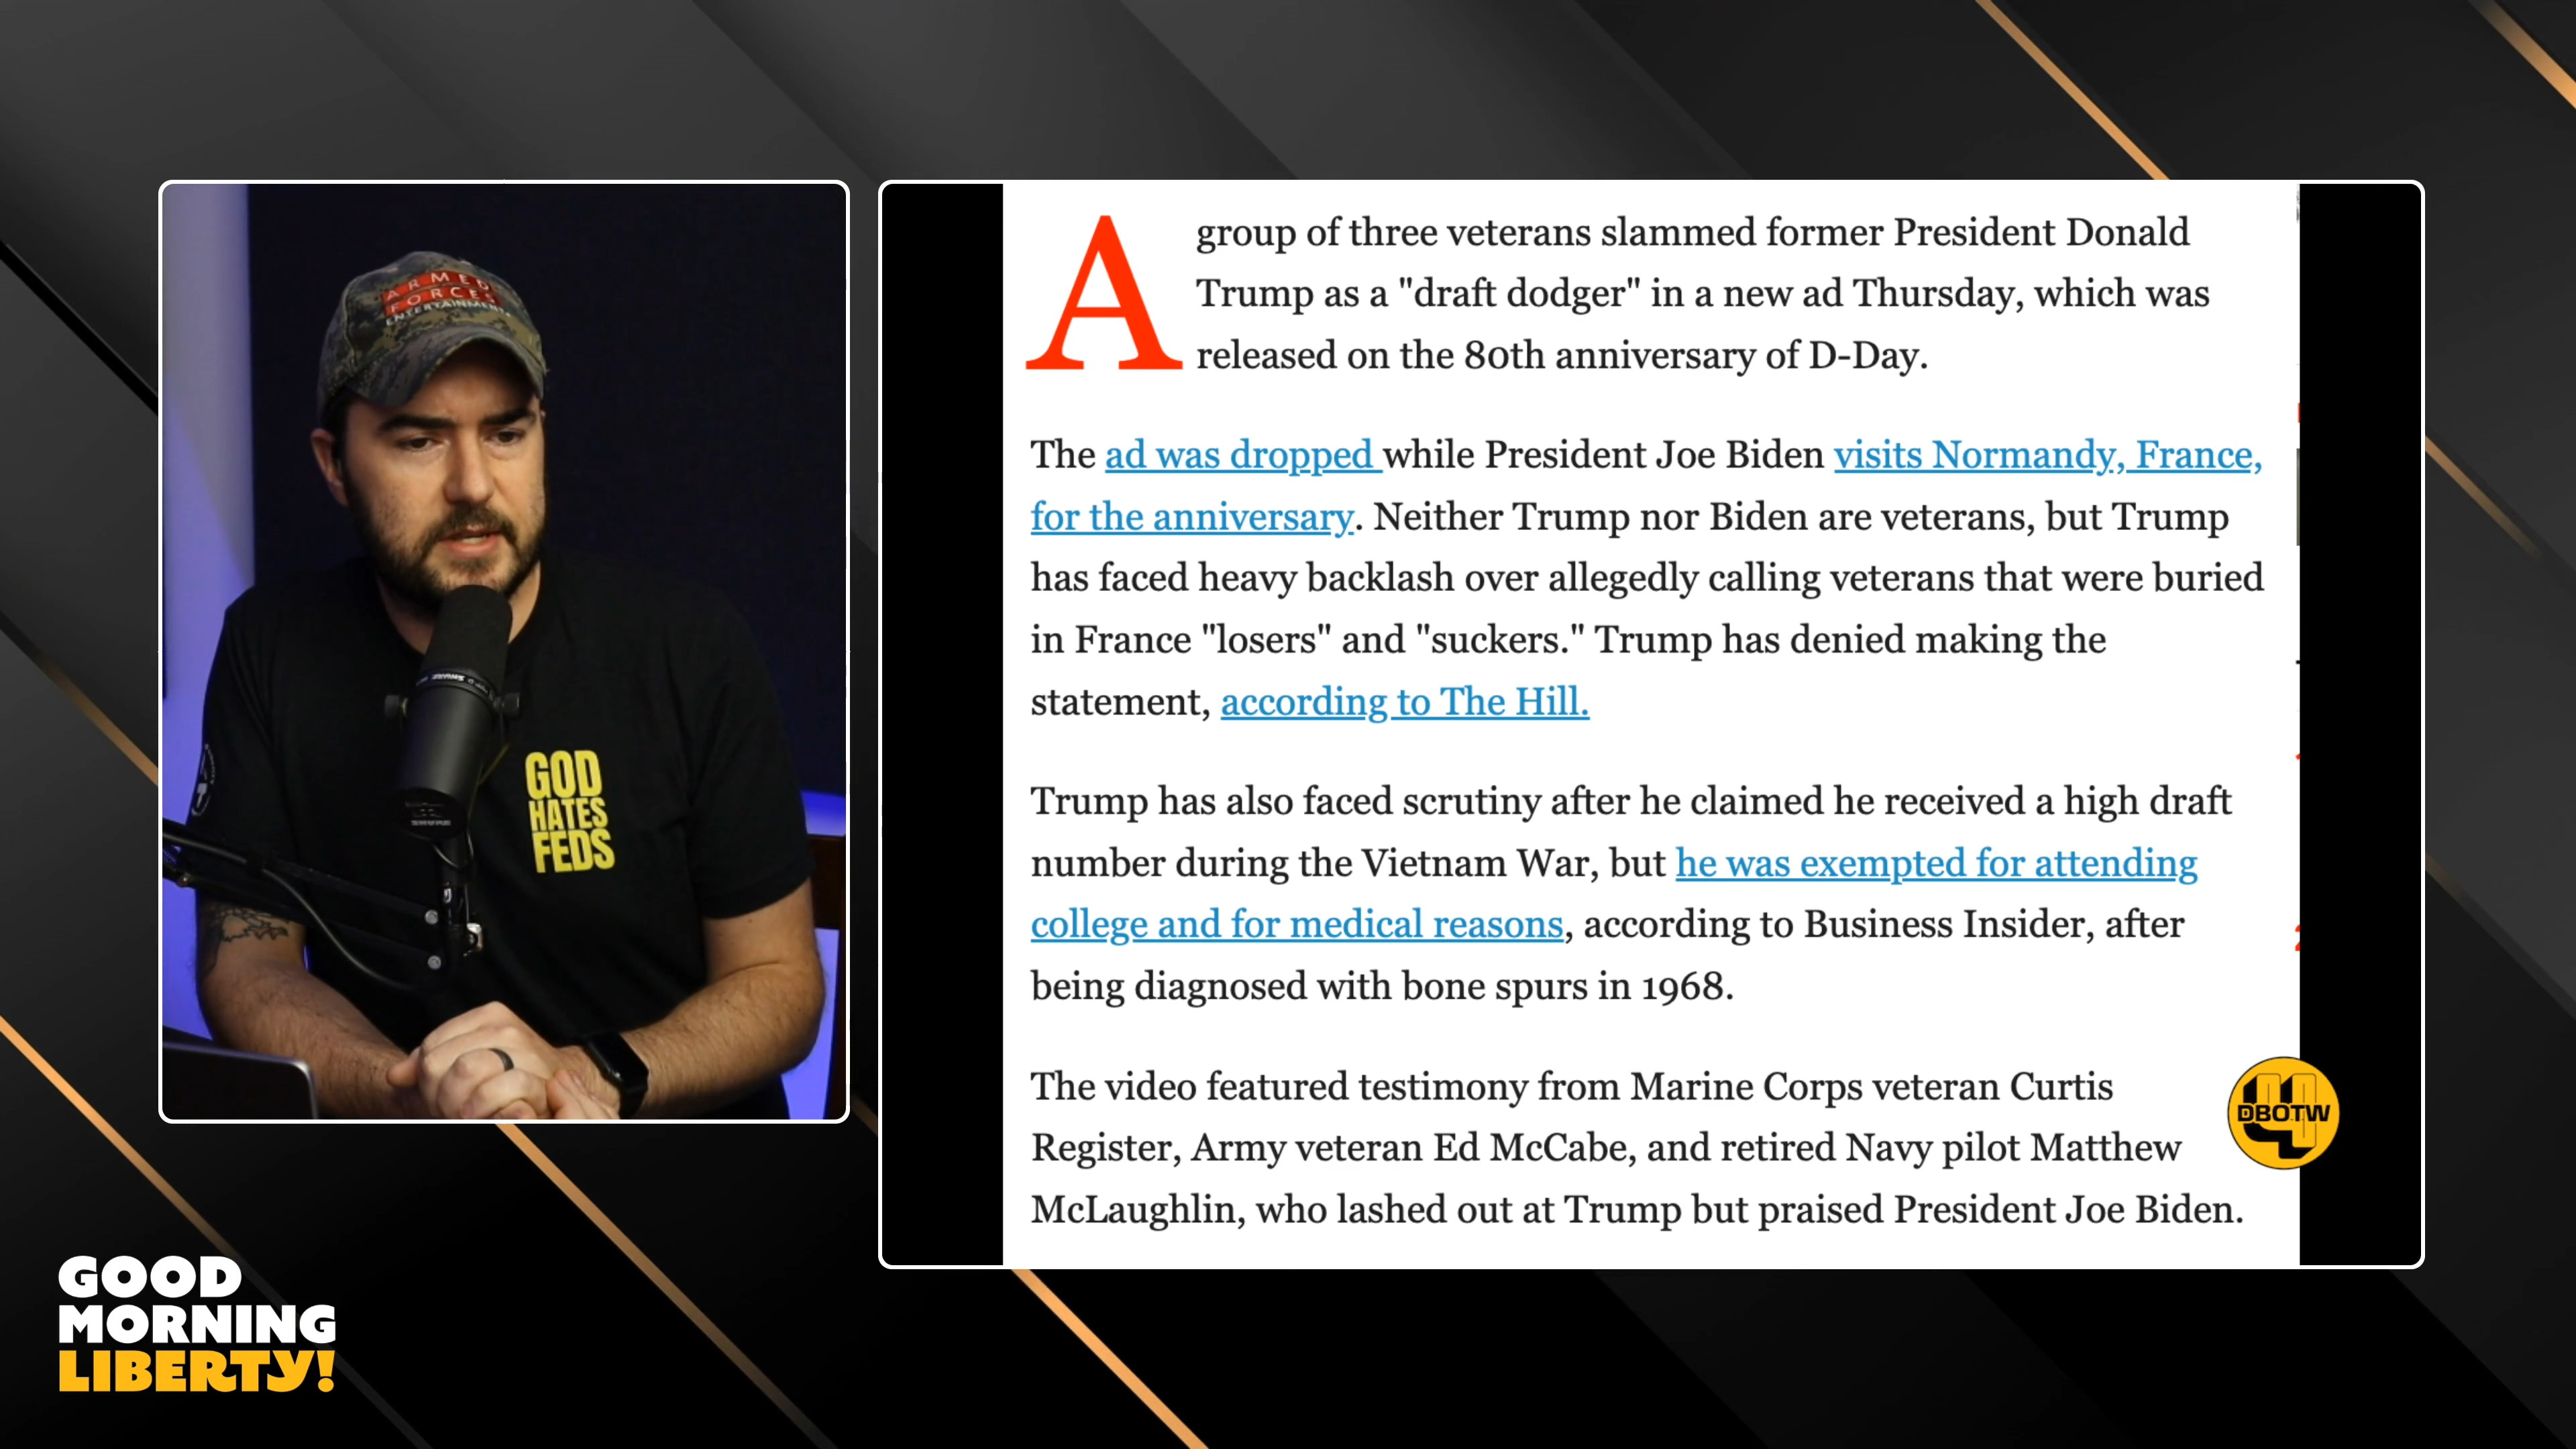 ARMED
FORCES
ENTERTAINMENT
GOD
HATES
FEDS
A
group of three veterans slammed former President Donald
Trump as a "draft dodger" in a new ad Thursday, which was
released on the 80th anniversary of D-Day.
The ad was dropped while President Joe Biden visits Normandy, France,
for the anniversary. Neither Trump nor Biden are veterans, but Trump
has faced heavy backlash over allegedly calling veterans that were buried
in France "losers" and "suckers." Trump has denied making the
statement, according to The Hill.
Trump has also faced scrutiny after he claimed he received a high draft
number during the Vietnam War, but he was exempted for attending
college and for medical reasons, according to Business Insider, after
being diagnosed with bone spurs in 1968.
The video featured testimony from Marine Corps veteran Curtis
Register, Army veteran Ed McCabe, and retired Navy pilot Matthew
McLaughlin, who lashed out at Trump but praised President Joe Biden.
DBOTW
GOOD
MORNING
LIBERTY!